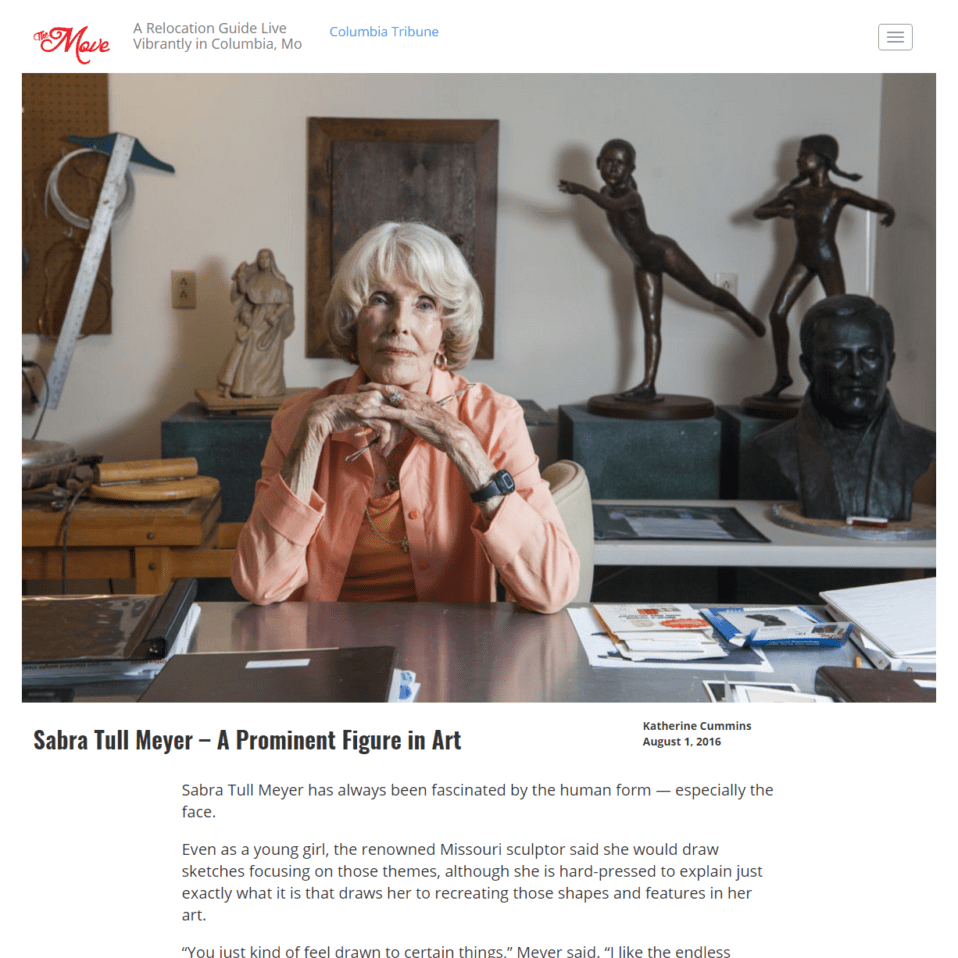 The Move
A Relocation Guide Live
Vibrantly in Columbia, Mo
Columbia Tribune
Sabra Tull Meyer – A Prominent Figure in Art
Katherine Cummins
August 1, 2016
Sabra Tull Meyer has always been fascinated by the human form — especially the
face.
Even as a young girl, the renowned Missouri sculptor said she would draw
sketches focusing on those themes, although she is hard-pressed to explain just
exactly what it is that draws her to recreating those shapes and features in her
art.
“You just kind of feel drawn to certain things,” Meyer said. “I like the endless